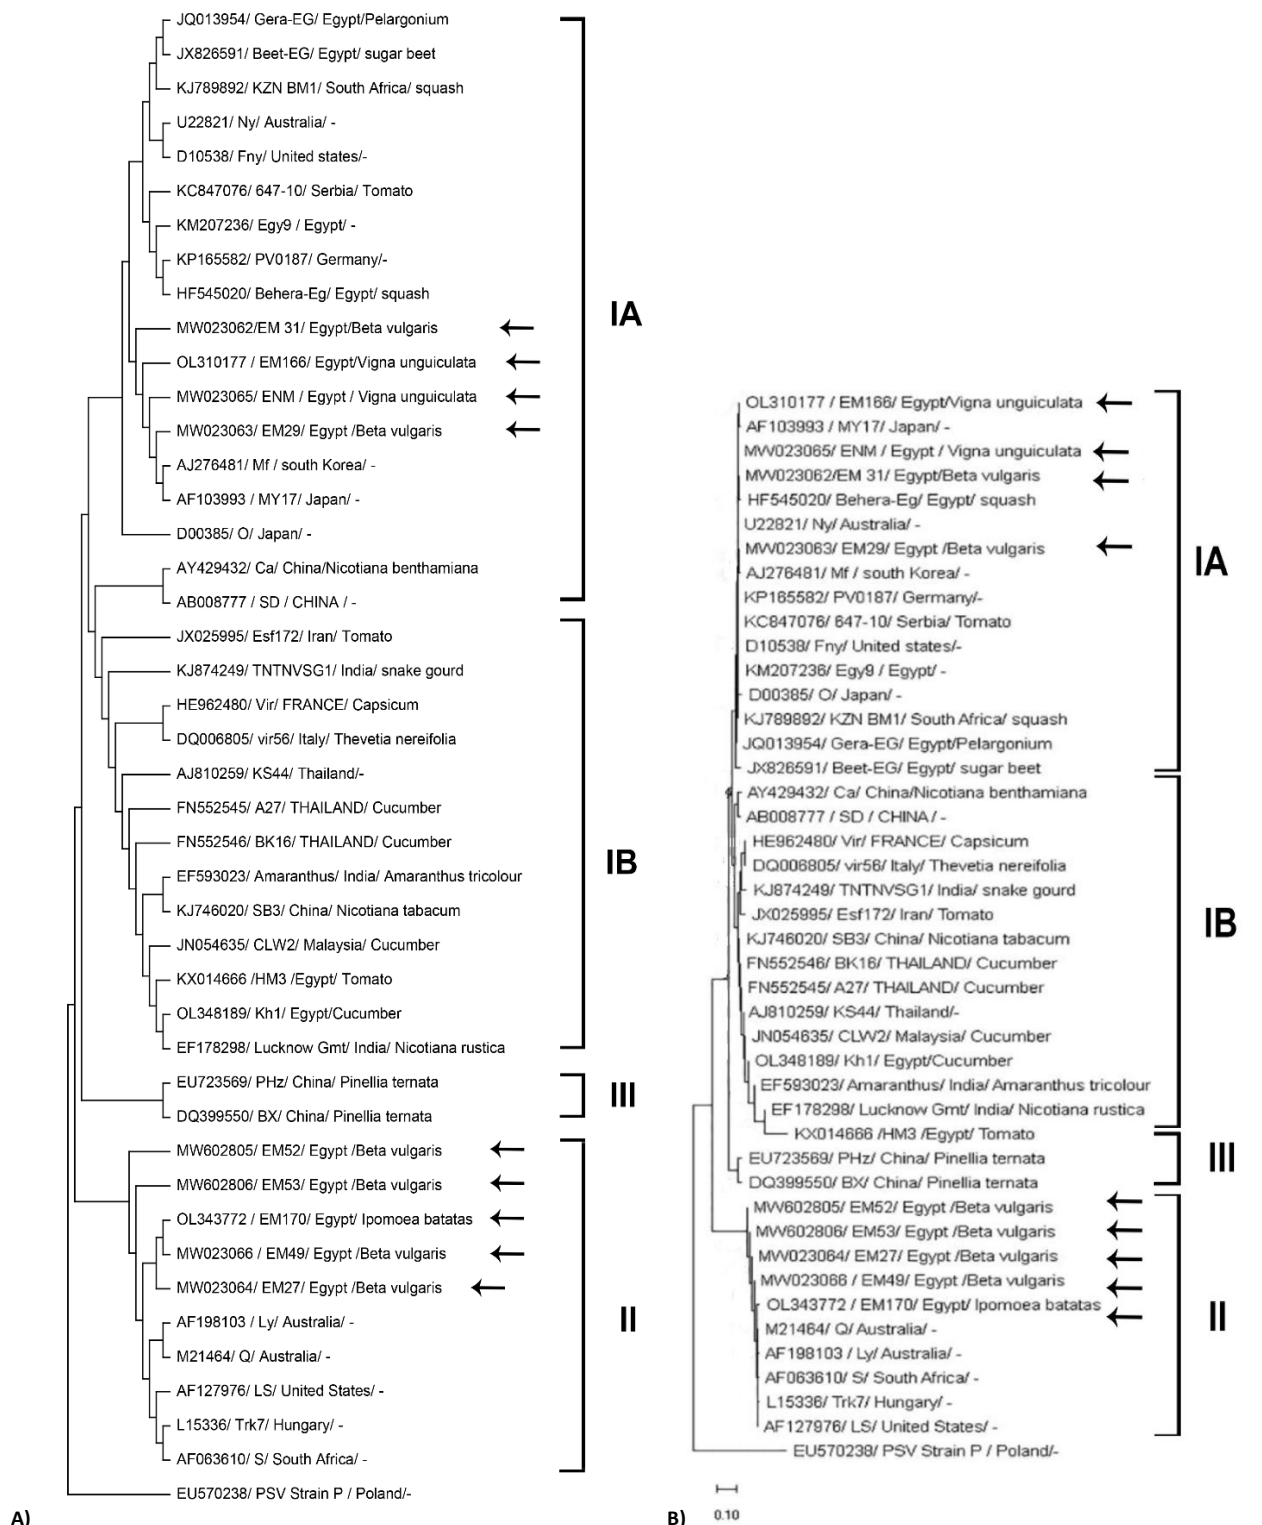 JQ013954/ Gera-EG/ Egypt/Pelargonium
JX826591/ Beet-EG/ Egypt/ sugar beet
KJ789892/ KZN BM1/ South Africa/ squash
U22821/ Ny/ Australia/ -
D10538/ Fny/ United states/-
KC847076/ 647-10/ Serbia/ Tomato
KM207236/ Egy9 / Egypt/ -
KP165582/ PV0187/ Germany/-
HF545020/ Behera-Eg/ Egypt/ squash
IA
MW023062/EM 31/ Egypt/Beta vulgaris
OL310177 / EM166/ Egypt/Vigna unguiculata
MW023065/ ENM / Egypt / Vigna unguiculata
MW023063/ EM29/ Egypt /Beta vulgaris
AJ276481/ Mf / south Korea/ -
AF103993 / MY17/ Japan/ -
D00385/ O/ Japan/ -
AY429432/ Ca/ China/Nicotiana benthamiana
AB008777 / SD / CHINA / -
JX025995/ Esf172/ Iran/ Tomato
KJ874249/ TNTNVSG1/ India/ snake gourd
HE962480/ Vir/ FRANCE/ Capsicum
DQ006805/ vir56/ Italy/ Thevetia nereifolia
AJ810259/ KS44/ Thailand/-
FN552545/ A27/ THAILAND/ Cucumber
FN552546/ BK16/ THAILAND/ Cucumber
IB
EF593023/ Amaranthus/ India/ Amaranthus tricolour
KJ746020/ SB3/ China/ Nicotiana tabacum
JN054635/ CLW2/ Malaysia/ Cucumber
KX014666 /HM3 /Egypt/ Tomato
OL348189/ Kh1/ Egypt/Cucumber
EF178298/ Lucknow Gmt/ India/ Nicotiana rustica
EU723569/ PHz/ China/ Pinellia ternata
III
DQ399550/ BX/ China/ Pinellia ternata
MW602805/ EM52/ Egypt /Beta vulgaris
MW602806/ EM53/ Egypt /Beta vulgaris
OL343772 / EM170/ Egypt/ Ipomoea batatas
MW023066 / EM49/ Egypt /Beta vulgaris
MW023064/ EM27/ Egypt /Beta vulgaris
II
AF198103 / Ly/ Australia/ -
M21464/ Q/ Australia/ -
AF127976/ LS/ United States/ -
L15336/ Trk7/ Hungary/ -
AF063610/ S/ South Africa/ -
EU570238/ PSV Strain P / Poland/-
A)
OL310177 / EM166/ Egypt/Vigna unguiculata
AF103993 / MY17/ Japan/ -
MW023065/ ENM / Egypt / Vigna unguiculata
MW023062/EM 31/ Egypt/Beta vulgaris
HF545020/ Behera-Eg/ Egypt/ squash
U22821/ Ny/ Australia/ -
MW023063/ EM29/ Egypt /Beta vulgaris
IA
AJ276481/ Mf / south Korea/ -
KP165582/ PV0187/ Germany/-
KC847076/ 647-10/ Serbia/ Tomato
D10538/ Fny/ United states/-
KM207236/ Egy9 / Egypt/ -
D00385/ O/ Japan/ -
KJ789892/ KZN BM1/ South Africa/ squash
JQ013954/ Gera-EG/ Egypt/Pelargonium
JX826591/ Beet-EG/ Egypt/ sugar beet
AY429432/ Ca/ China/Nicotiana benthamiana
AB008777 / SD / CHINA / -
HE962480/ Vir/ FRANCE/ Capsicum
DQ006805/ vir56/ Italy/ Thevetia nereifolia
KJ874249/ TNTNVSG1/ India/ snake gourd
JX025995/ Esf172/ Iran/ Tomato
IB
KJ746020/ SB3/ China/ Nicotiana tabacum
FN552546/ BK16/ THAILAND/ Cucumber
FN552545/ A27/ THAILAND/ Cucumber
AJ810259/ KS44/ Thailand/-
JN054635/ CLW2/ Malaysia/ Cucumber
OL348189/ Kh1/ Egypt/Cucumber
EF593023/ Amaranthus/ India/ Amaranthus tricolour
EF178298/ Lucknow Gmt/ India/ Nicotiana rustica
KX014666 /HM3 /Egypt/ Tomato
EU723569/ PHz/ China/ Pinellia ternata
III
DQ399550/ BX/ China/ Pinellia ternata
MW602805/ EM52/ Egypt /Beta vulgaris
MW602806/ EM53/ Egypt /Beta vulgaris
MW023064/ EM27/ Egypt /Beta vulgaris
MW023066 / EM49/ Egypt /Beta vulgaris
OL343772 / EM170/ Egypt/ Ipomoea batatas
II
M21464/ Q/ Australia/ -
AF198103 / Ly/ Australia/ -
AF063610/ S/ South Africa/ -
L15336/ Trk7/ Hungary/ -
AF127976/ LS/ United States/ -
EU570238/ PSV Strain P / Poland/-
0.10
B)